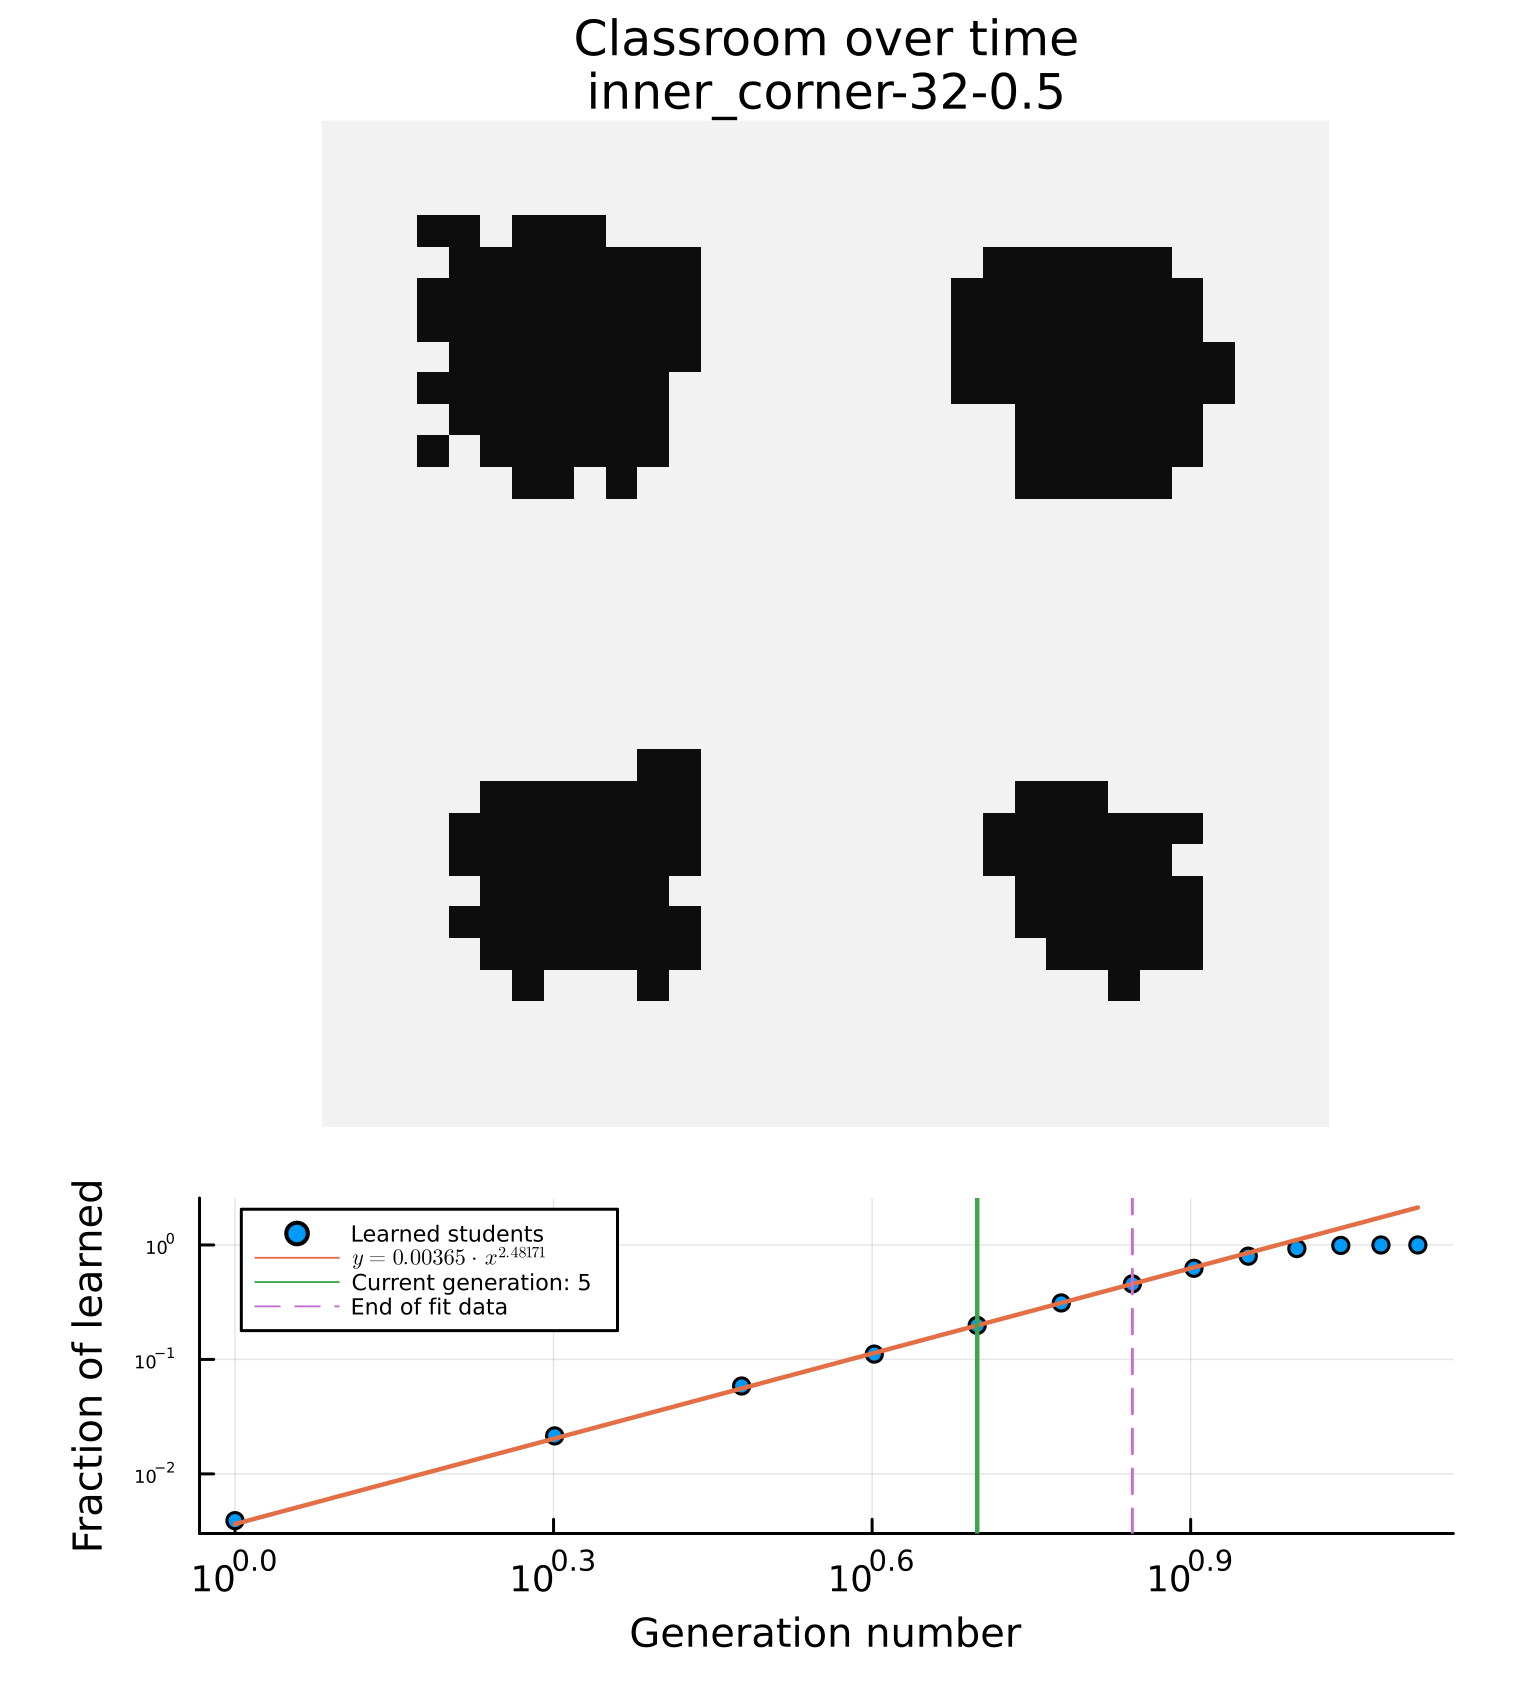 Classroom over time
inner_corner-32-0.5
Fraction of learned
10⁰
10⁻¹
10⁻²
Learned students
y = 0.00365 · x^2.48171
Current generation: 5
End of fit data
10^0.0 10^0.3 10^0.6 10^0.9
Generation number